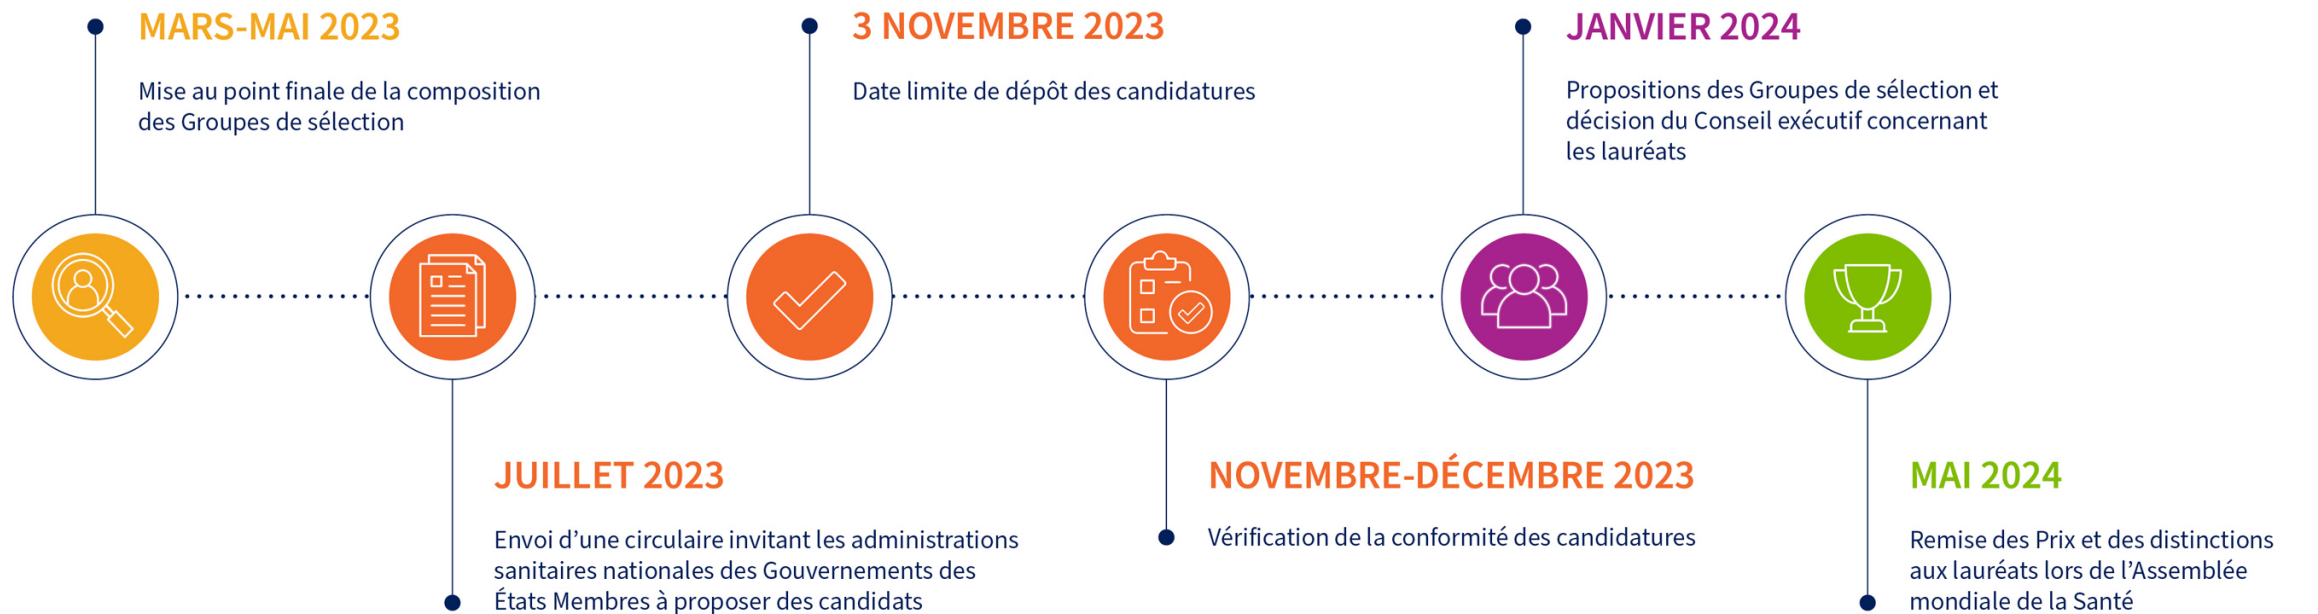 MARS-MAI 2023
Mise au point finale de la composition
des Groupes de sélection
JUILLET 2023
Envoi d’une circulaire invitant les administrations
sanitaires nationales des Gouvernements des
États Membres à proposer des candidats
3 NOVEMBRE 2023
Date limite de dépôt des candidatures
NOVEMBRE-DÉCEMBRE 2023
Vérification de la conformité des candidatures
JANVIER 2024
Propositions des Groupes de sélection et
décision du Conseil exécutif concernant
les lauréats
MAI 2024
Remise des Prix et des distinctions
aux lauréats lors de l’Assemblée
mondiale de la Santé